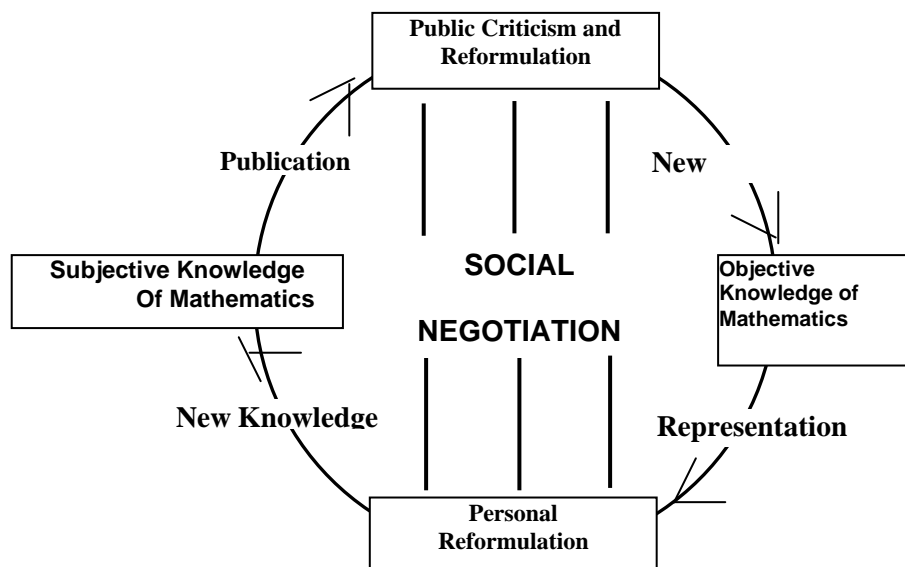 Public Criticism and
Reformulation
Publication
New
Subjective Knowledge
Of Mathematics
SOCIAL
NEGOTIATION
Objective
Knowledge of
Mathematics
New Knowledge
Representation
Personal
Reformulation